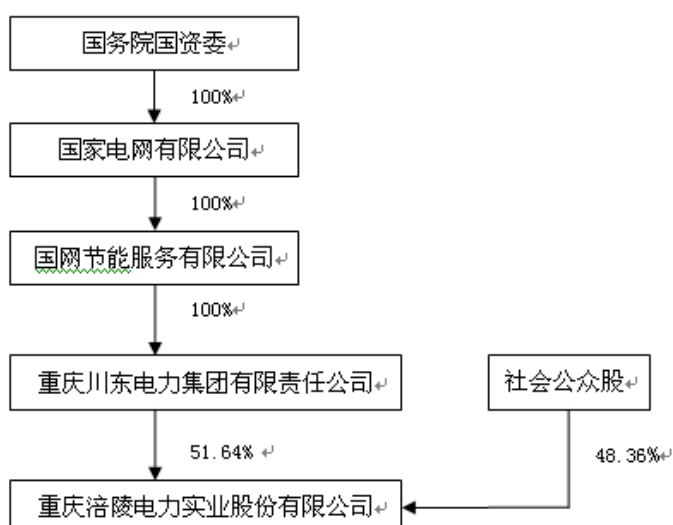 国务院国资委
100%
国家电网有限公司
100%
国网节能服务有限公司
100%
重庆川东电力集团有限责任公司
社会公众股
51.64%
48.36%
重庆涪陵电力实业股份有限公司